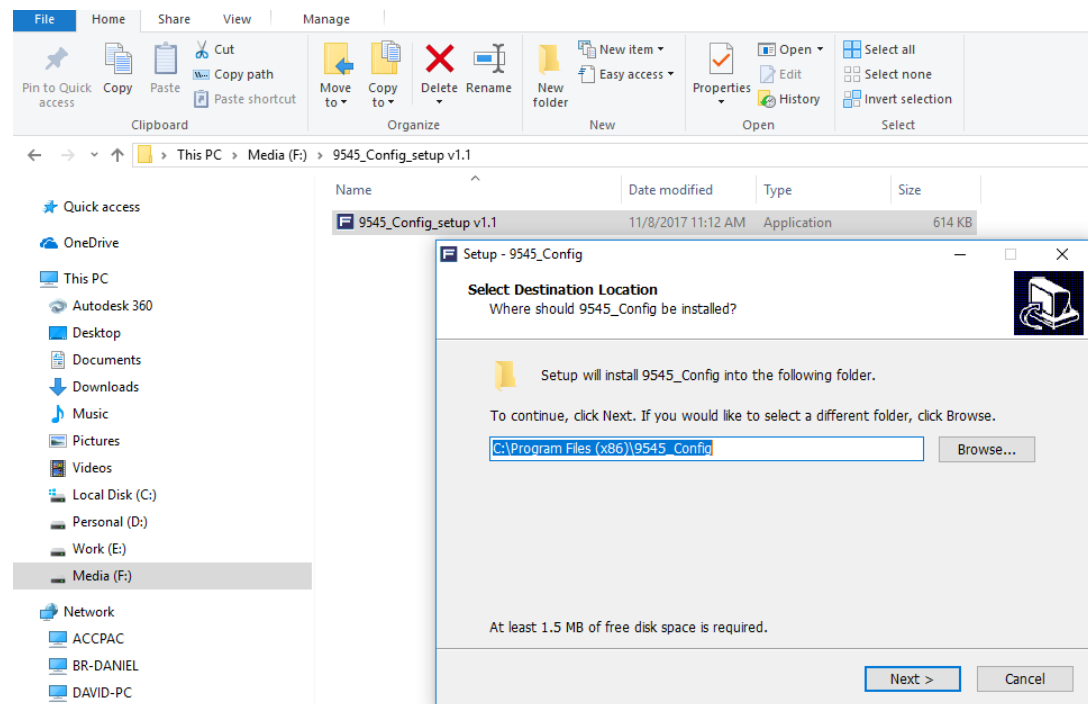 File Home Share View Manage
Pin to Quick access
Copy
Paste
Cut
Copy path
Paste shortcut
Move to
Copy to
Delete
Rename
New folder
New item
Easy access
Properties
Open
Edit
History
Select all
Select none
Invert selection
Clipboard Organize New Open Select
This PC > Media (F:) > 9545_Config_setup v1.1
Name Date modified Type Size
9545_Config_setup v1.1 11/8/2017 11:12 AM Application 614 KB
Quick access
OneDrive
This PC
Autodesk 360
Desktop
Documents
Downloads
Music
Pictures
Videos
Local Disk (C:)
Personal (D:)
Work (E:)
Media (F:)
Network
ACCPAC
BR-DANIEL
DAVID-PC
Setup - 9545_Config
Select Destination Location
Where should 9545_Config be installed?
Setup will install 9545_Config into the following folder.
To continue, click Next. If you would like to select a different folder, click Browse.
C:\Program Files (x86)\9545_Config
Browse...
At least 1.5 MB of free disk space is required.
Next > Cancel